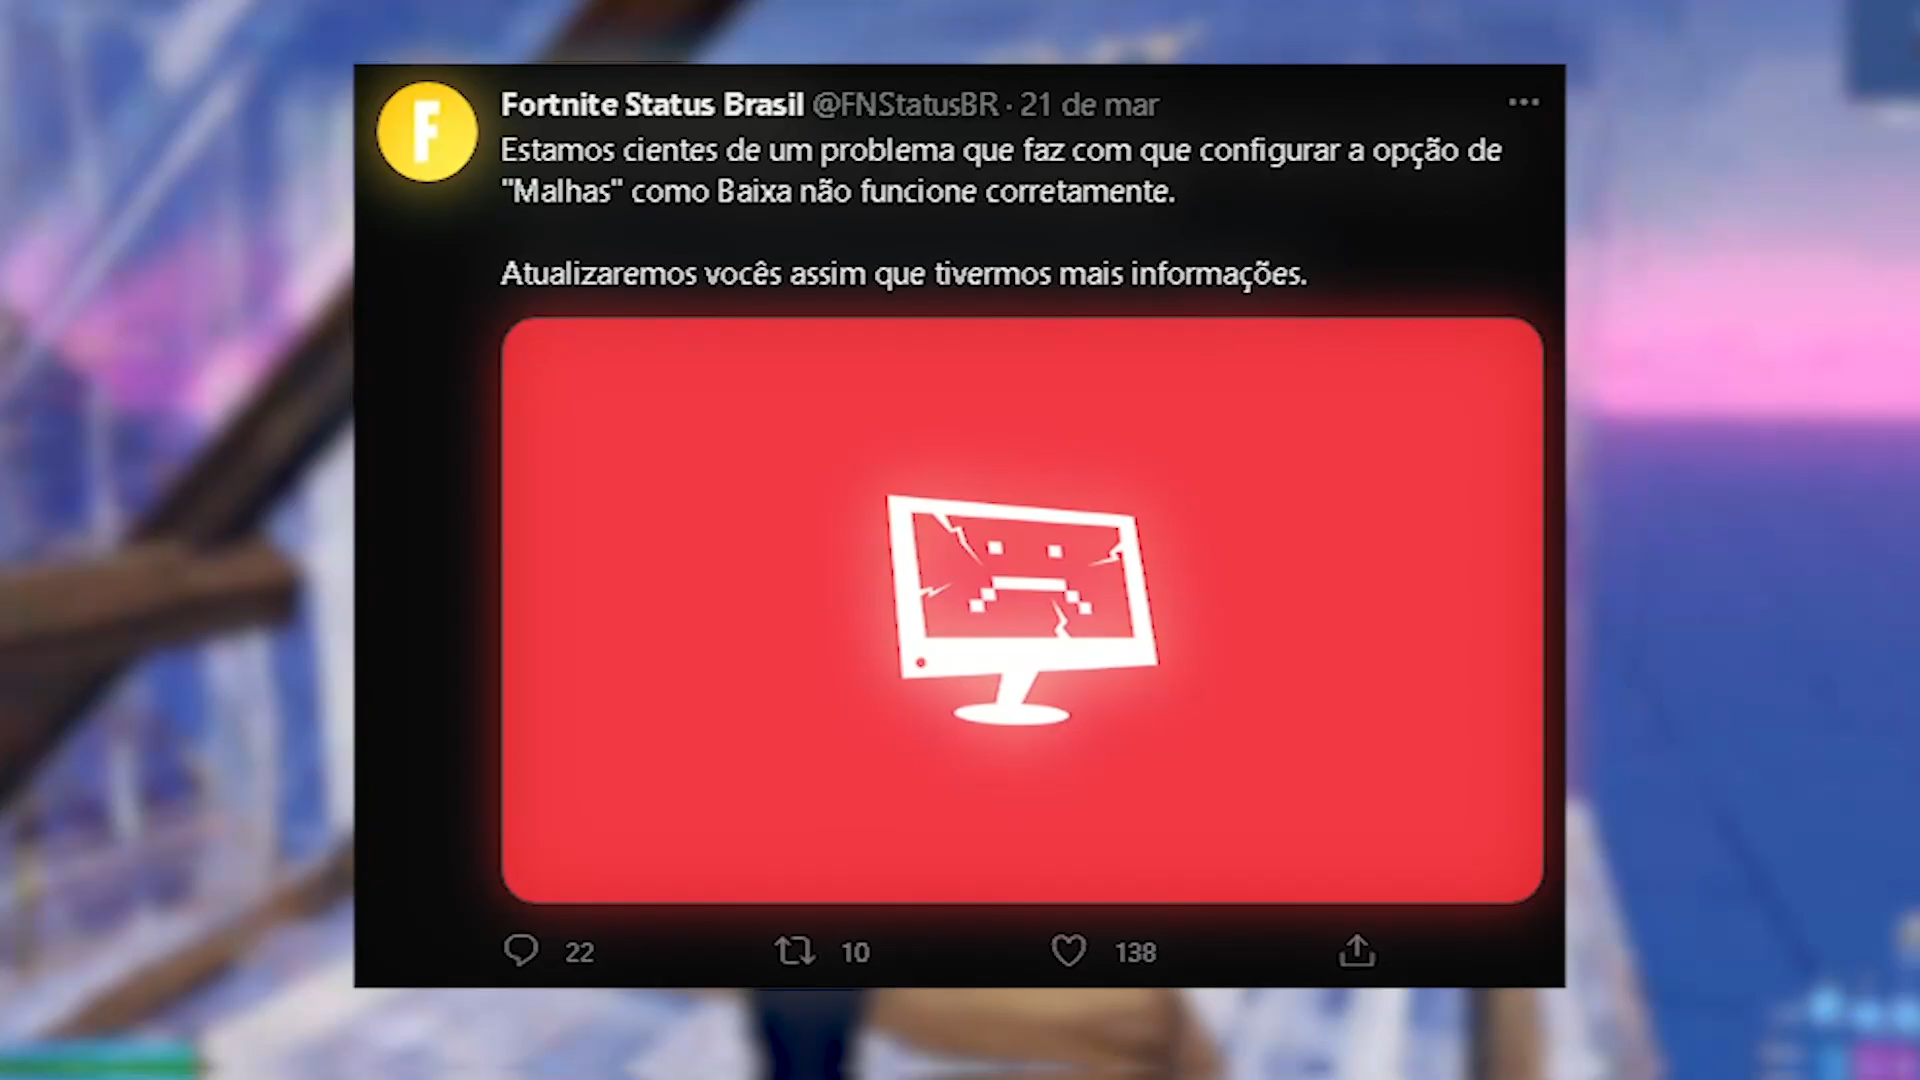 F
Fortnite Status Brasil @FNStatusBR · 21 de mar
Estamos cientes de um problema que faz com que configurar a opção de
"Malhas" como Baixa não funcione corretamente.
Atualizaremos vocês assim que tivermos mais informações.
22 10 138